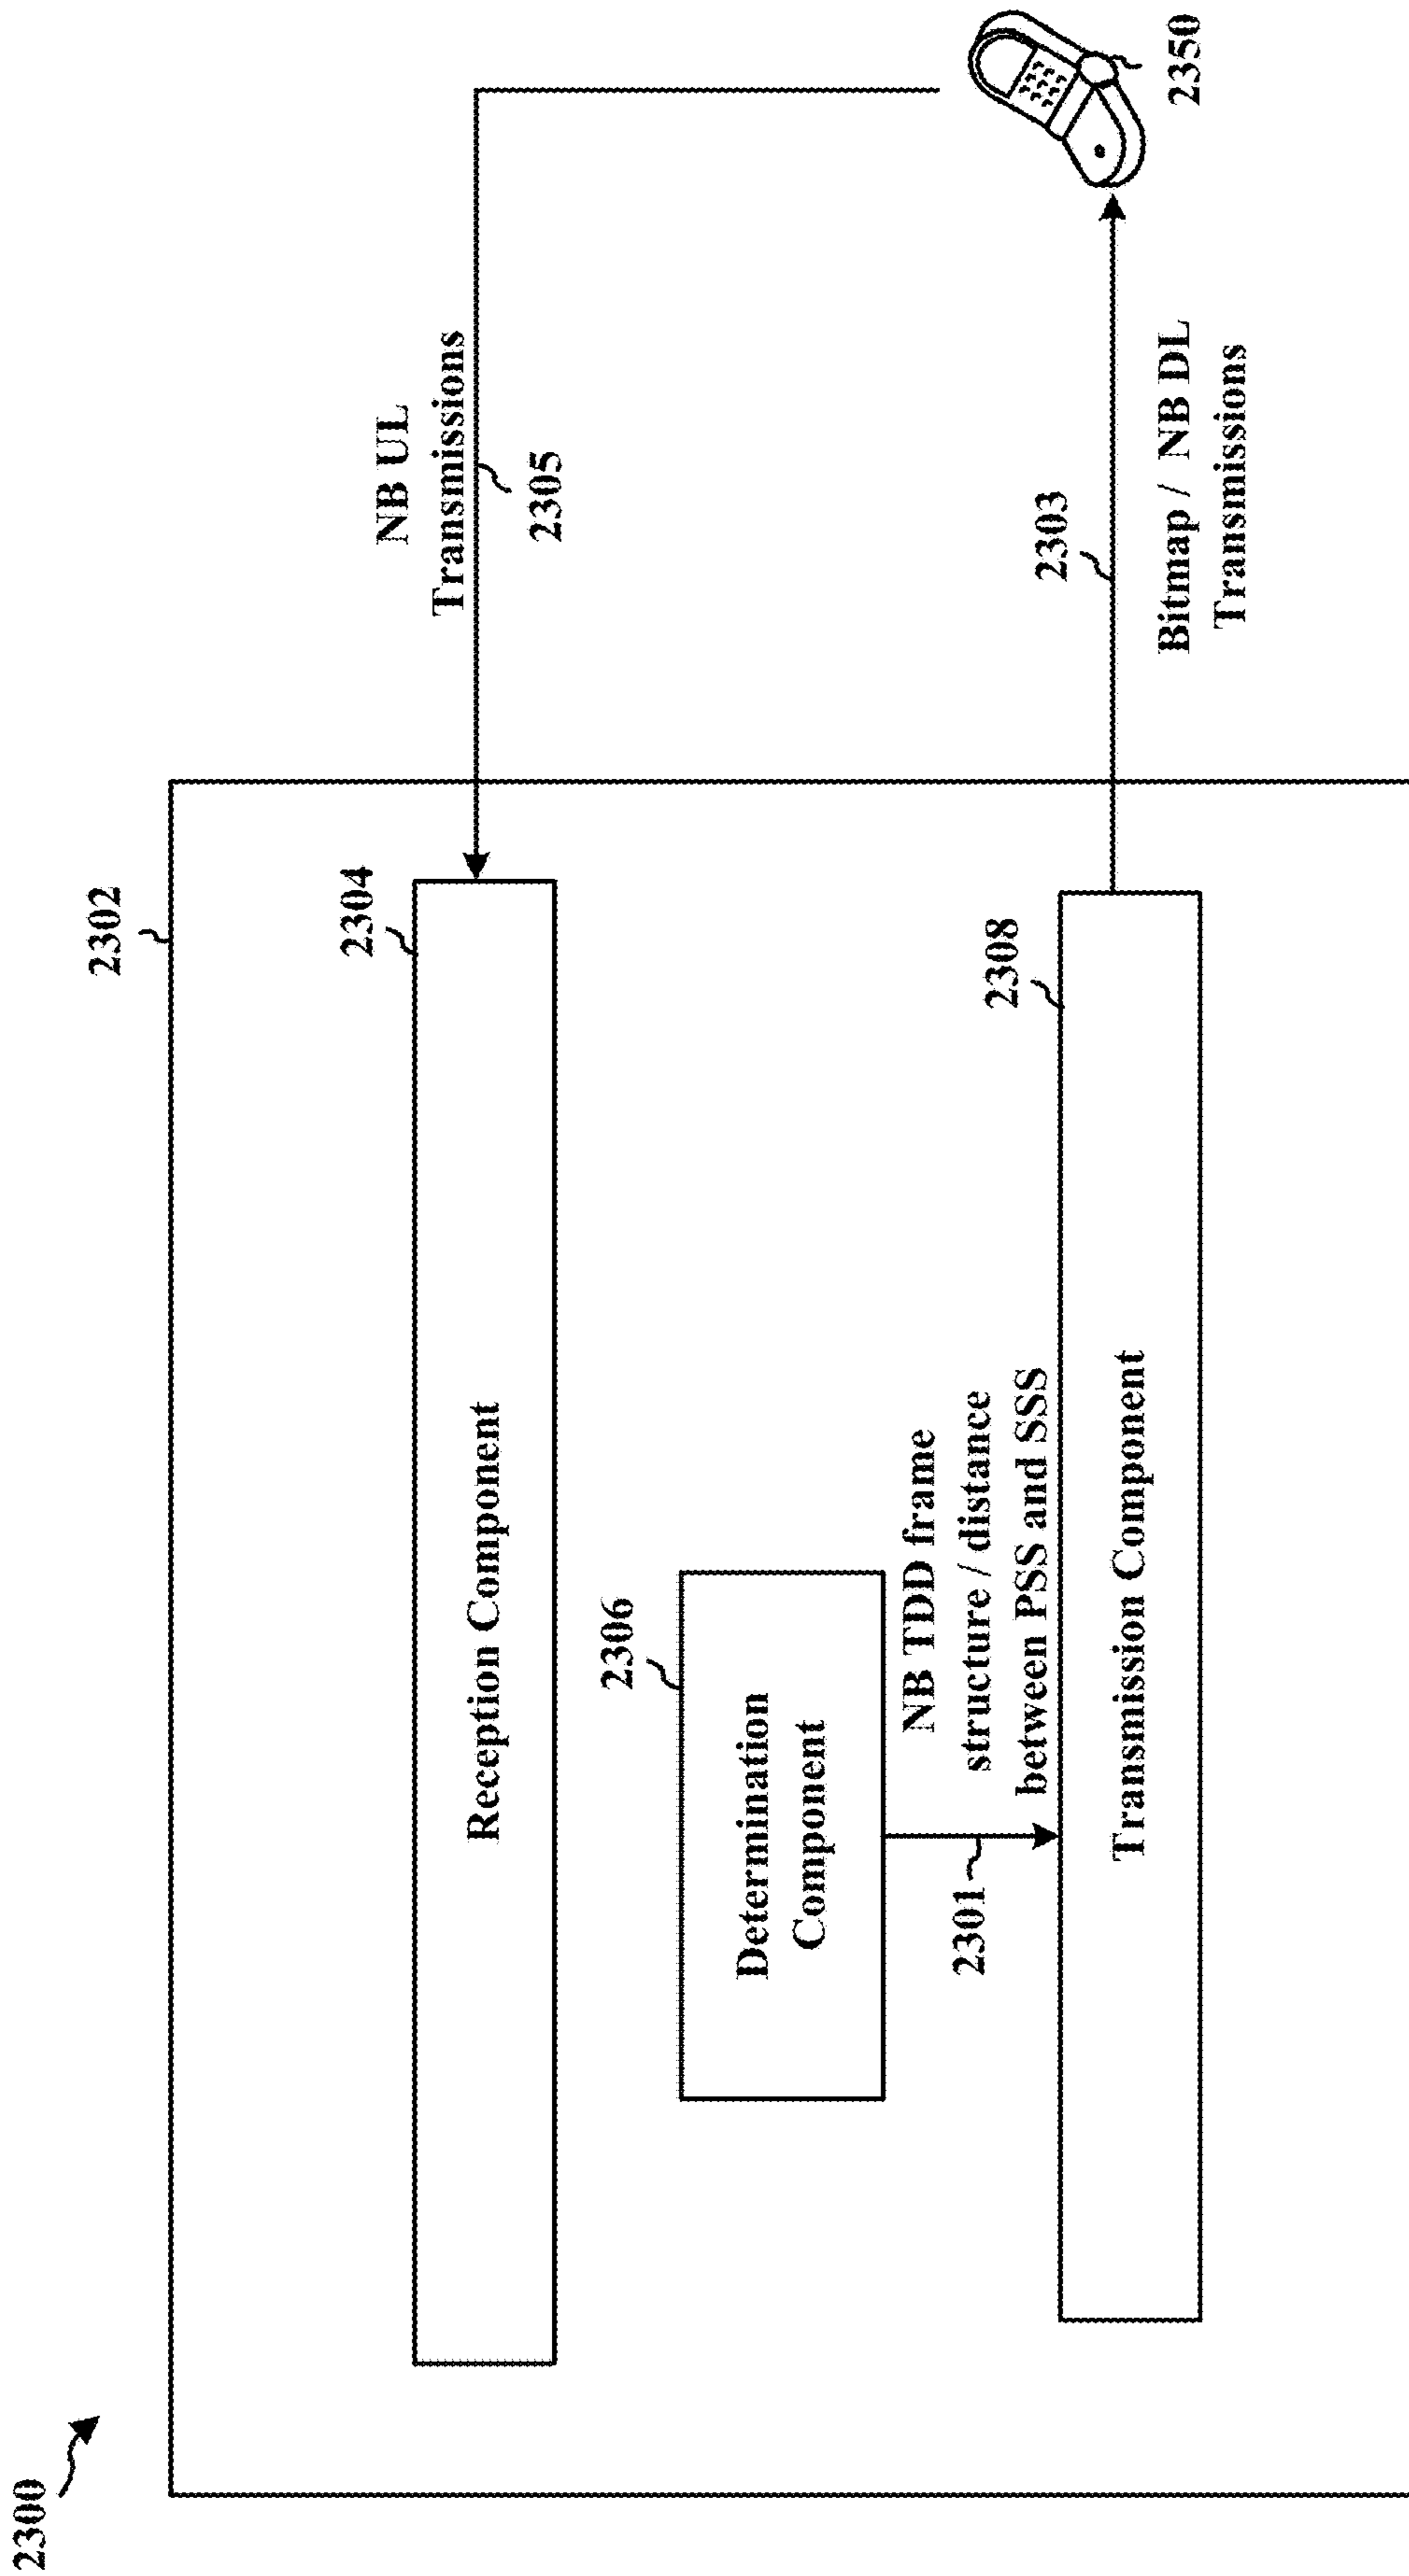 2300
2302
NB UL
Transmissions
2305
2304
Reception Component
2306
Determination
Component
NB TDD frame
structure / distance
between PSS and SSS
2301
2308
Transmission Component
2303
Bitmap / NB DL
Transmissions
2350